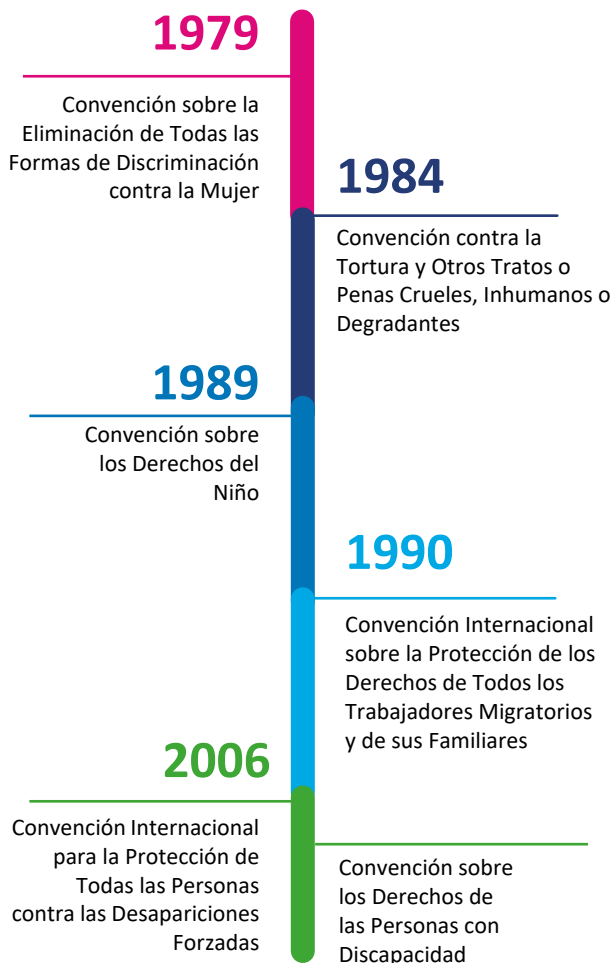 1979
Convención sobre la
Eliminación de Todas las
Formas de Discriminación
contra la Mujer
1984
Convención contra la
Tortura y Otros Tratos o
Penas Crueles, Inhumanos o
Degradantes
1989
Convención sobre
los Derechos del
Niño
1990
Convención Internacional
sobre la Protección de los
Derechos de Todos los
Trabajadores Migratorios
y de sus Familiares
2006
Convención Internacional
para la Protección de
Todas las Personas
contra las Desapariciones
Forzadas
Convención sobre
los Derechos de
las Personas con
Discapacidad